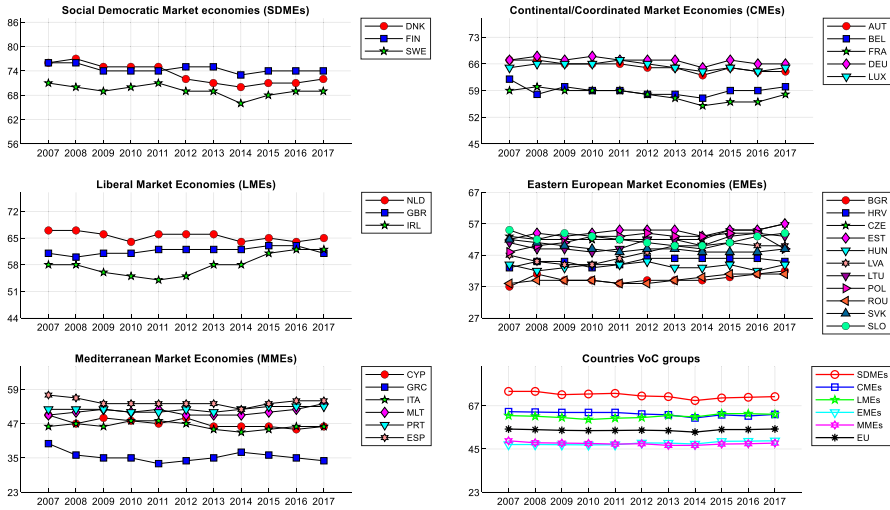 Social Democratic Market economies (SDMEs)
86
80
74
68
62
56
2007 2008 2009 2010 2011 2012 2013 2014 2015 2016 2017
DNK
FIN
SWE
Continental/Coordinated Market Economies (CMEs)
73
66
59
52
45
2007 2008 2009 2010 2011 2012 2013 2014 2015 2016 2017
AUT
BEL
FRA
DEU
LUX
Liberal Market Economies (LMEs)
72
65
58
51
44
2007 2008 2009 2010 2011 2012 2013 2014 2015 2016 2017
NLD
GBR
IRL
Eastern European Market Economies (EMEs)
67
57
47
37
27
2007 2008 2009 2010 2011 2012 2013 2014 2015 2016 2017
BGR
HRV
CZE
EST
HUN
LVA
LTU
POL
ROU
SVK
SLO
Mediterranean Market Economies (MMEs)
59
47
35
23
2007 2008 2009 2010 2011 2012 2013 2014 2015 2016 2017
CYP
GRC
ITA
MLT
PRT
ESP
Countries VoC groups
67
45
23
2007 2008 2009 2010 2011 2012 2013 2014 2015 2016 2017
SDMEs
CMEs
LMEs
EMEs
MMEs
EU